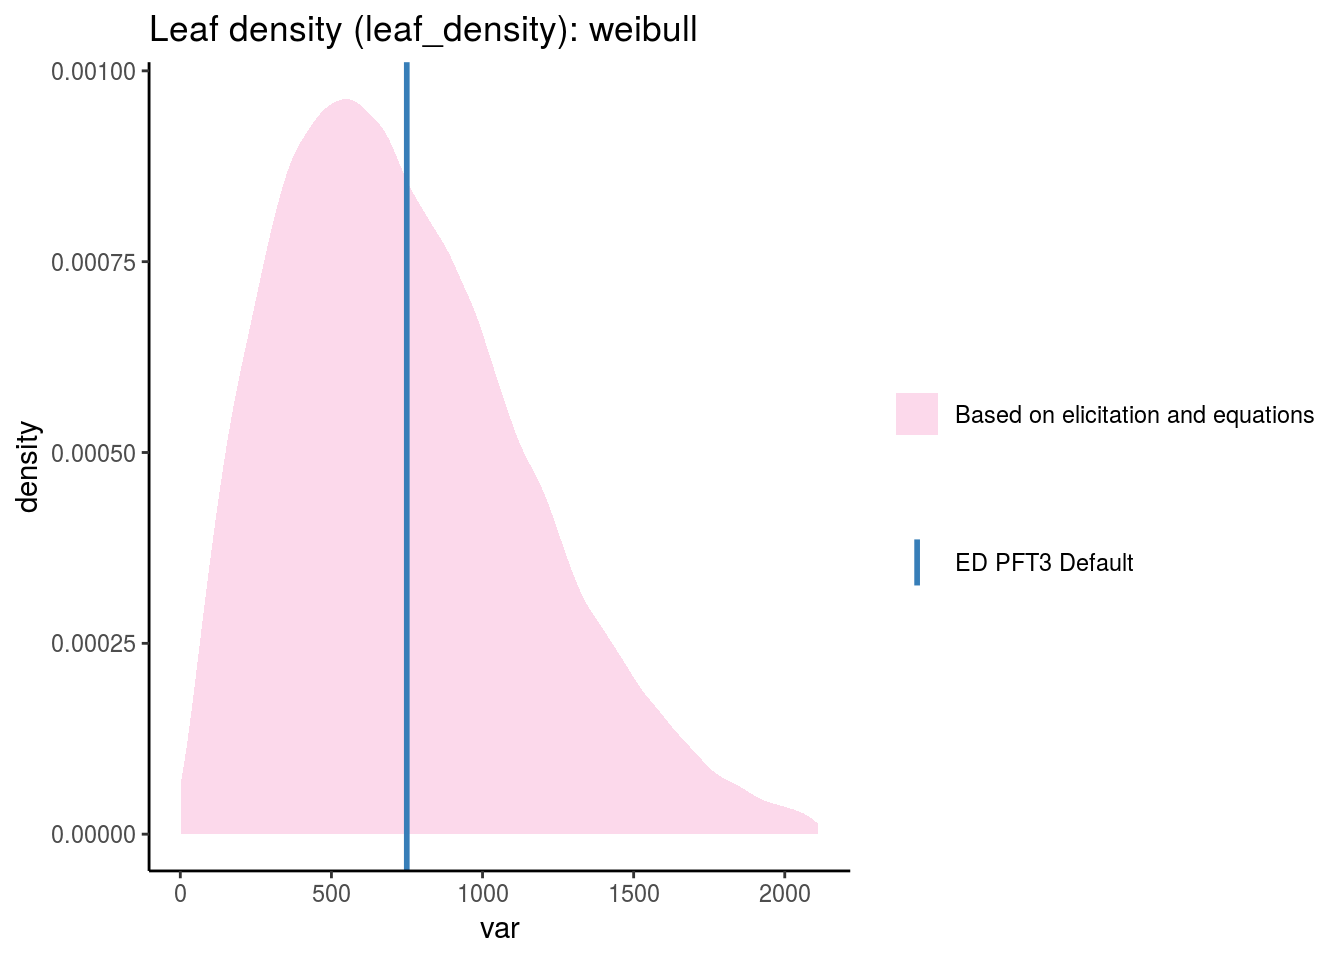 Leaf density (leaf_density): weibull
0.00100
0.00075
0.00050
0.00025
0.00000
density
0 500 1000 1500 2000
var
Based on elicitation and equations
ED PFT3 Default